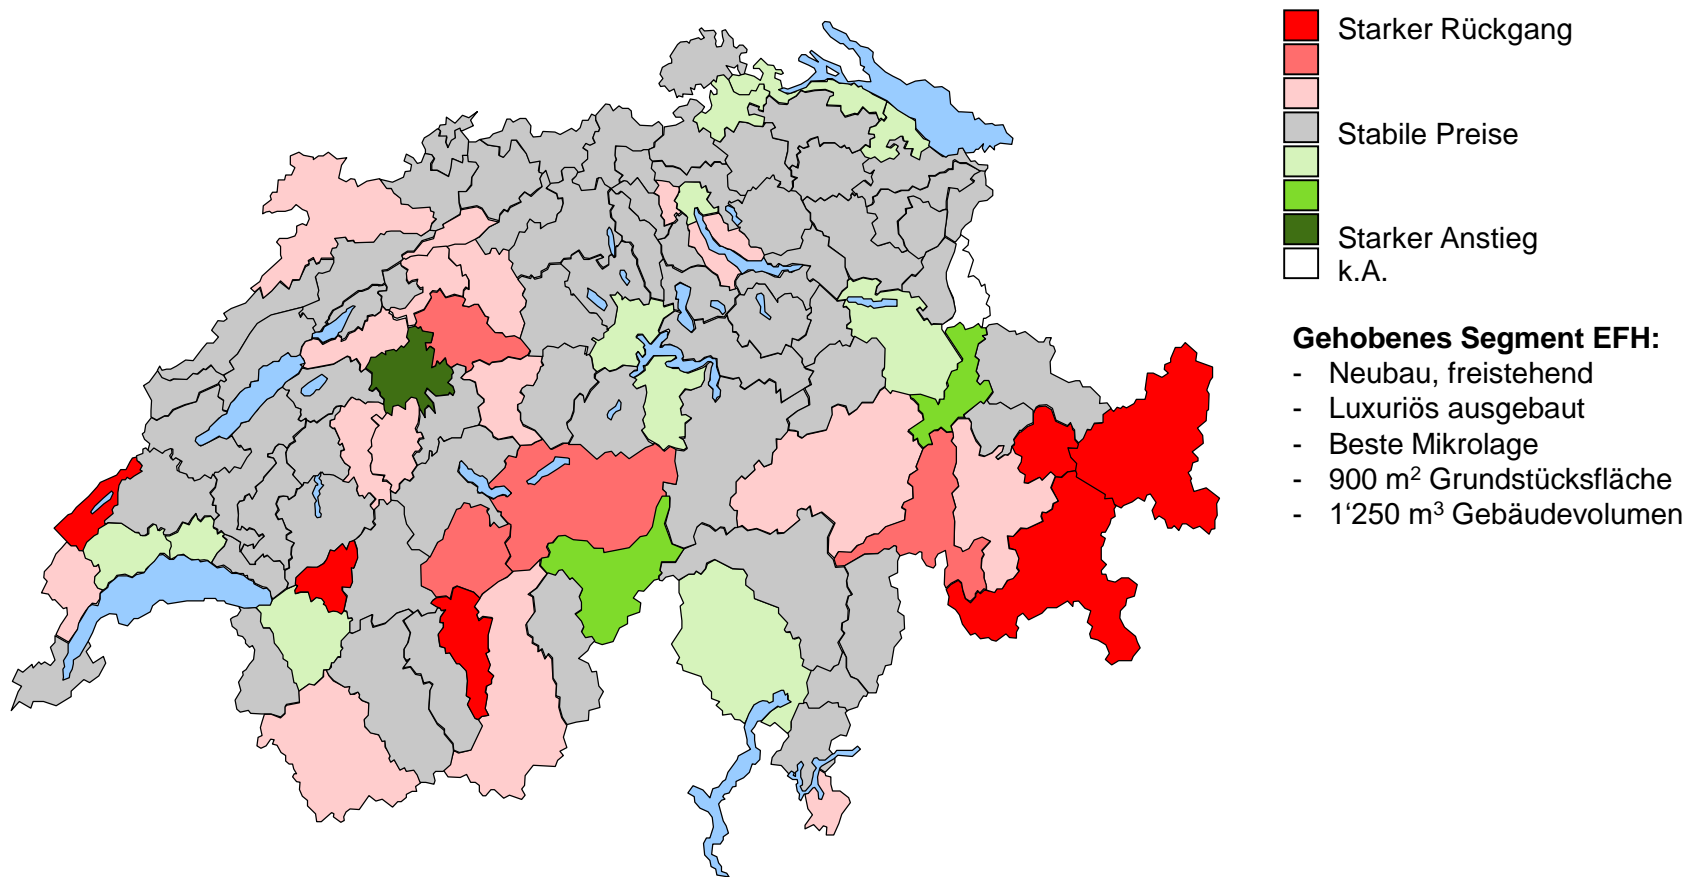 Starker Rückgang
Stabile Preise
Starker Anstieg
k.A.
Gehobenes Segment EFH:
- Neubau, freistehend
- Luxuriös ausgebaut
- Beste Mikrolage
- 900 m² Grundstücksfläche
- 1‘250 m³ Gebäudevolumen